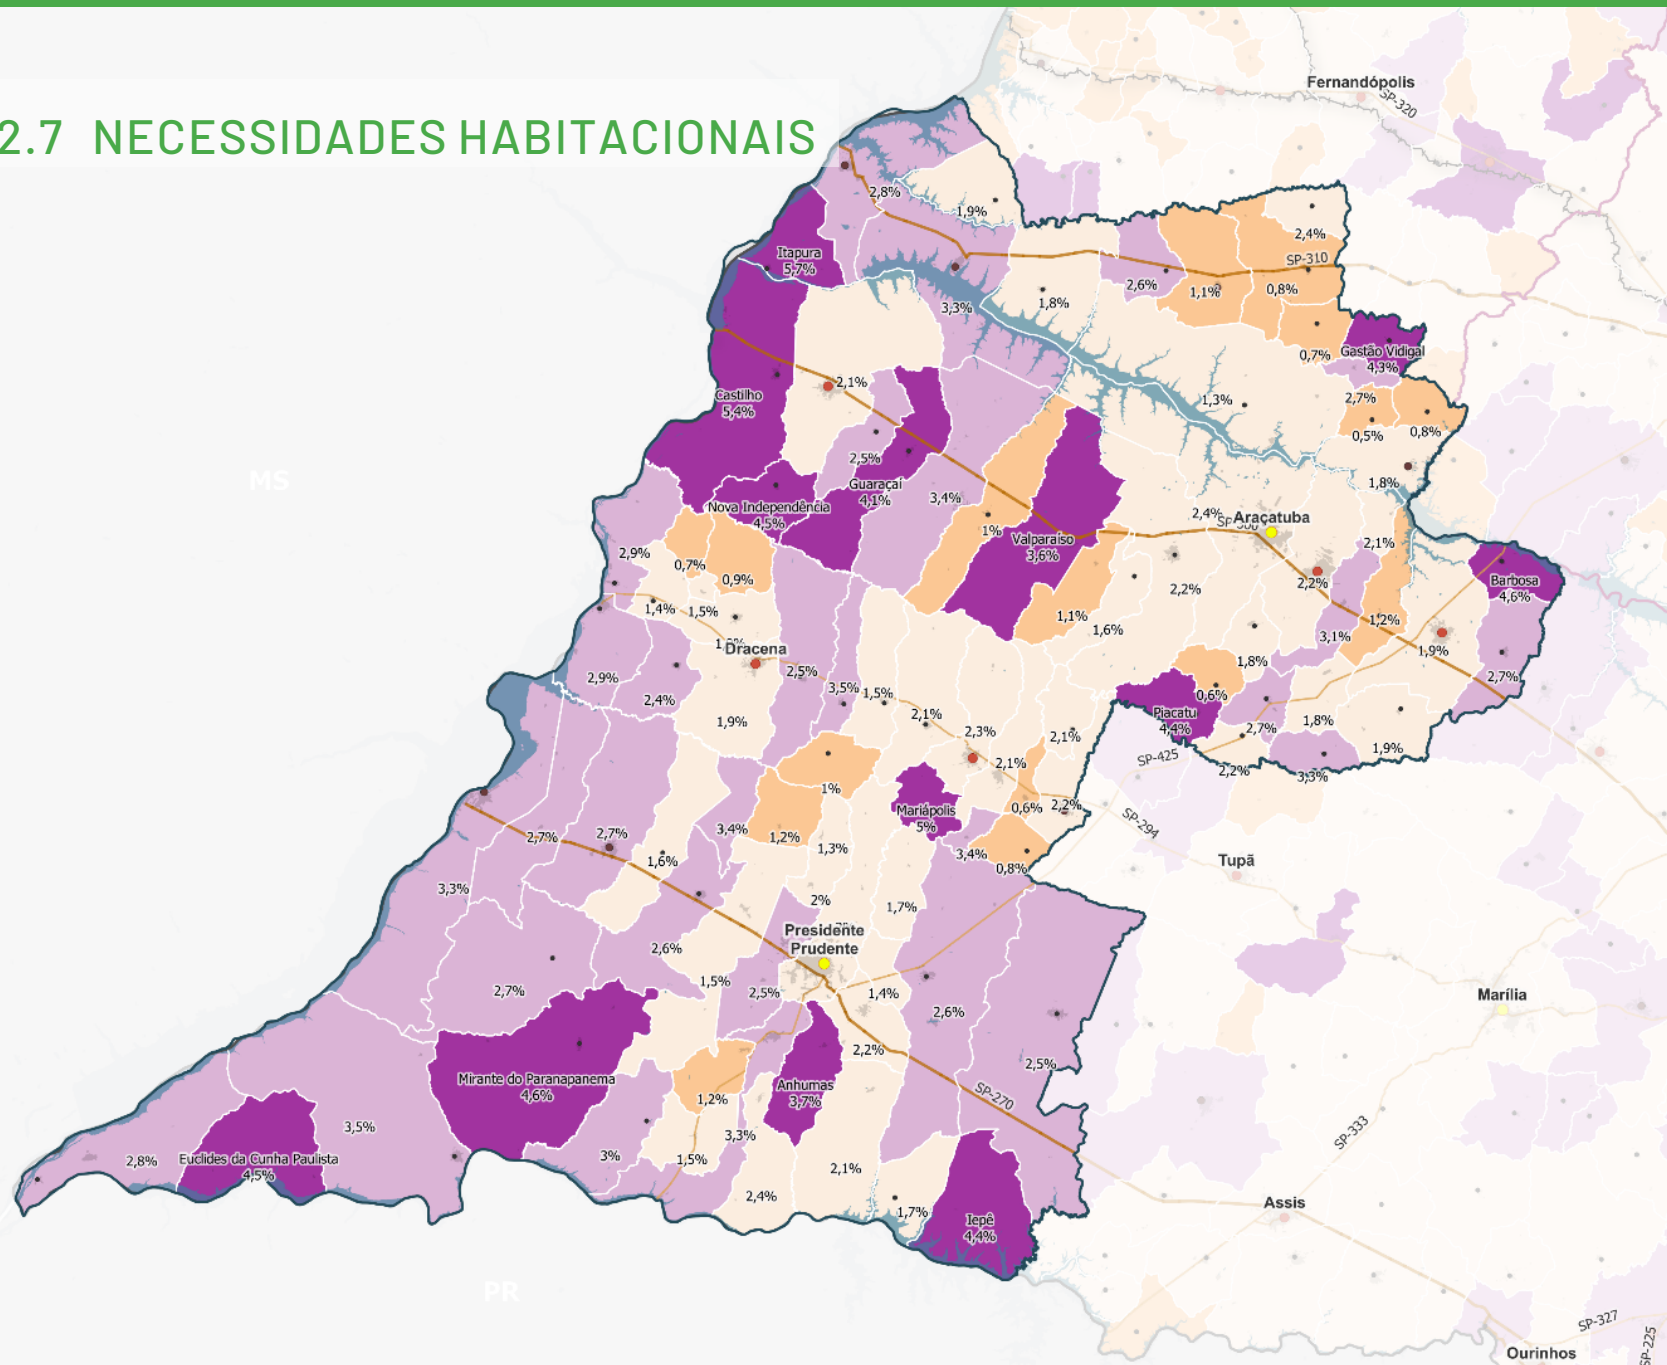 Fernandópolis
SP-320
2.7 NECESSIDADES HABITACIONAIS
2,8%
1,9%
2,4%
Itapura
5,7%
SP-310
2,6%
1,1%
0,8%
1,8%
3,3%
0,7%
Gastão Vidigal
4,3%
2,1%
Castilho
5,4%
1,3%
2,7%
0,5%
0,8%
2,5%
MS
Guaraçaí
4,1%
3,4%
1,8%
Nova Independência
4,5%
2,4%
Araçatuba
1%
Valparaíso
3,6%
2,1%
2,9%
0,7%
0,9%
2,2%
2,2%
Barbosa
4,6%
1,4%
1,5%
1,1%
1,6%
1,2%
3,1%
1,9%
Dracena
1,8%
2,5%
2,9%
2,4%
3,5%
1,5%
0,6%
2,7%
1,9%
2,1%
2,3%
2,1%
Piacatu
4,4%
2,7%
1,8%
1,9%
SP-425
2,1%
2,2%
3,3%
1%
Mariápolis
5%
0,6%
2,2%
SP-294
2,7%
2,7%
3,4%
1,2%
1,3%
3,4%
0,8%
1,6%
Tupã
3,3%
2%
1,7%
Presidente
Prudente
2,6%
1,5%
2,5%
1,4%
2,7%
2,6%
Marília
2,2%
2,5%
Mirante do Paranapanema
4,6%
Anhumas
3,7%
SP-270
1,2%
3,5%
3,3%
SP-333
2,8%
Euclides da Cunha Paulista
4,5%
3%
1,5%
2,1%
2,4%
1,7%
Iepê
4,4%
Assis
PR
SP-327
SP-225
Ourinhos